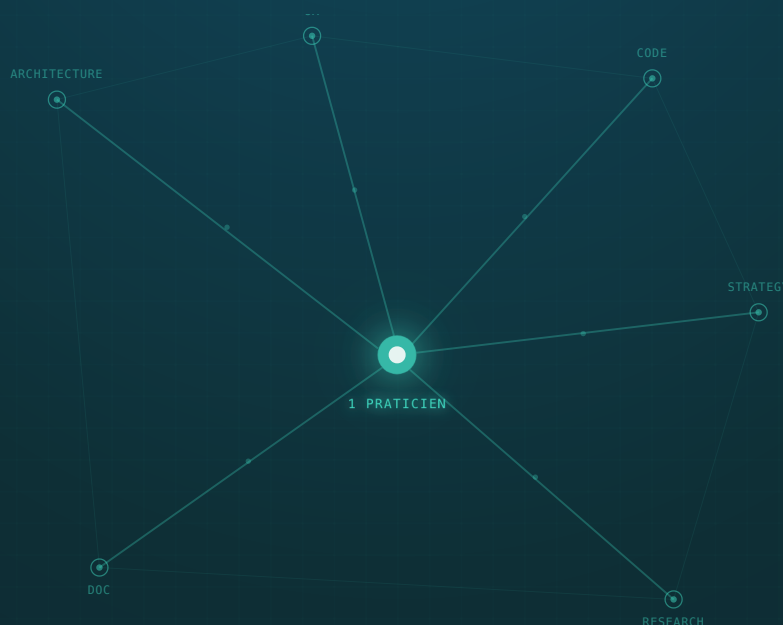 CODE
ARCHITECTURE
STRATEG
1 PRATICIEN
DOC
RESEARCH